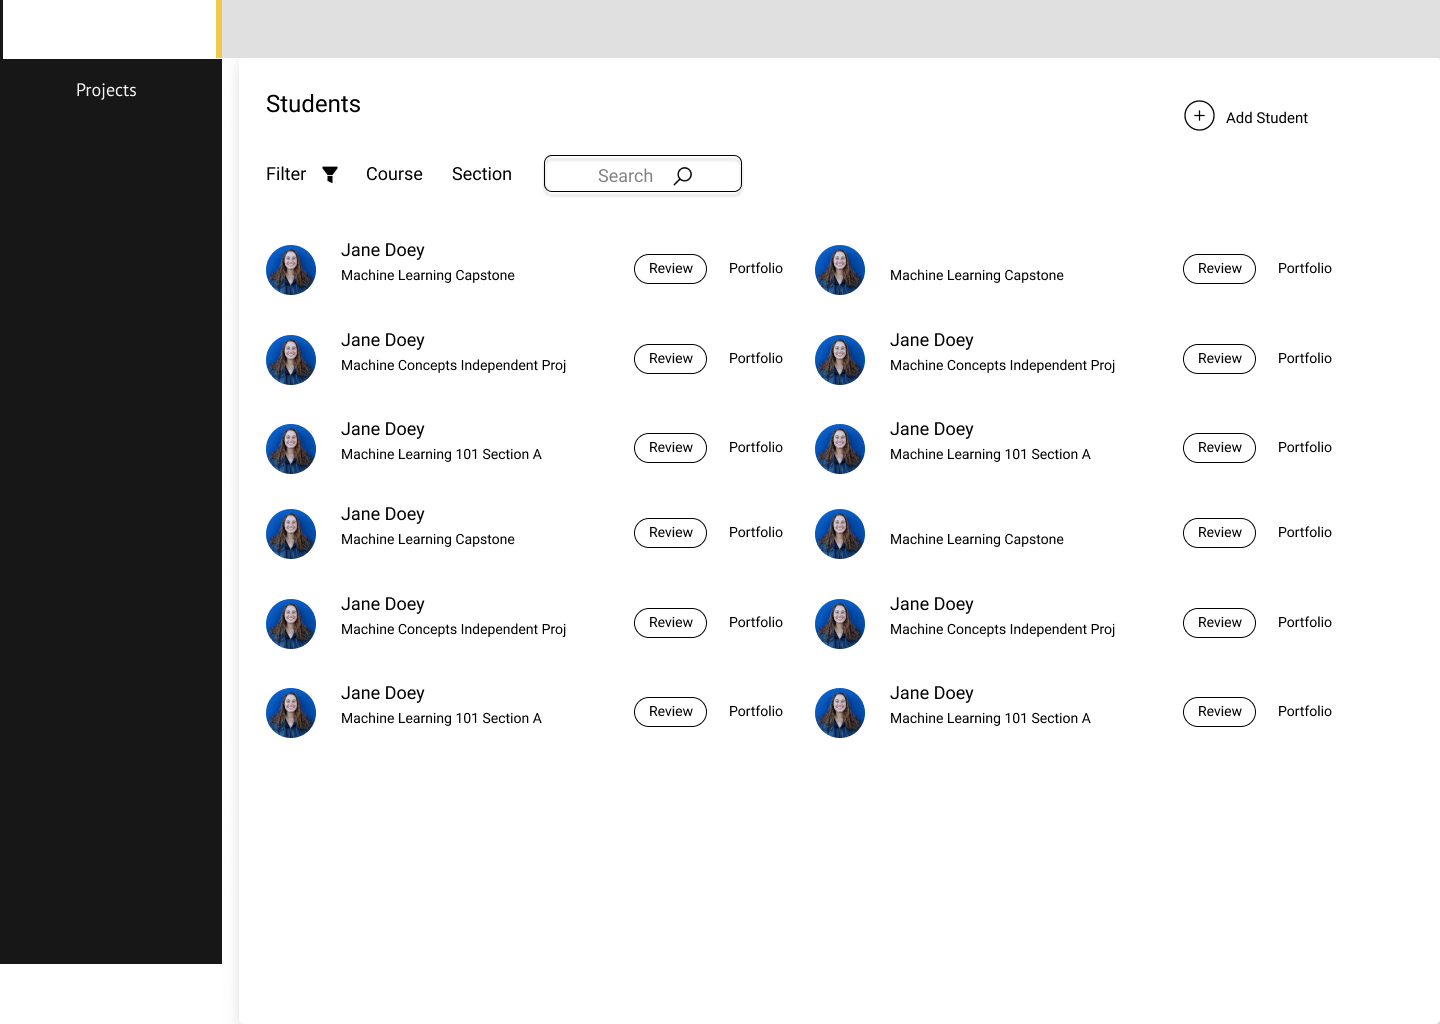 Projects
Students
Add Student
Filter Course Section Search
Jane Doey
Machine Learning Capstone
Review Portfolio
Machine Learning Capstone
Review Portfolio
Jane Doey
Machine Concepts Independent Proj
Review Portfolio
Jane Doey
Machine Concepts Independent Proj
Review Portfolio
Jane Doey
Machine Learning 101 Section A
Review Portfolio
Jane Doey
Machine Learning 101 Section A
Review Portfolio
Jane Doey
Machine Learning Capstone
Review Portfolio
Machine Learning Capstone
Review Portfolio
Jane Doey
Machine Concepts Independent Proj
Review Portfolio
Jane Doey
Machine Concepts Independent Proj
Review Portfolio
Jane Doey
Machine Learning 101 Section A
Review Portfolio
Jane Doey
Machine Learning 101 Section A
Review Portfolio